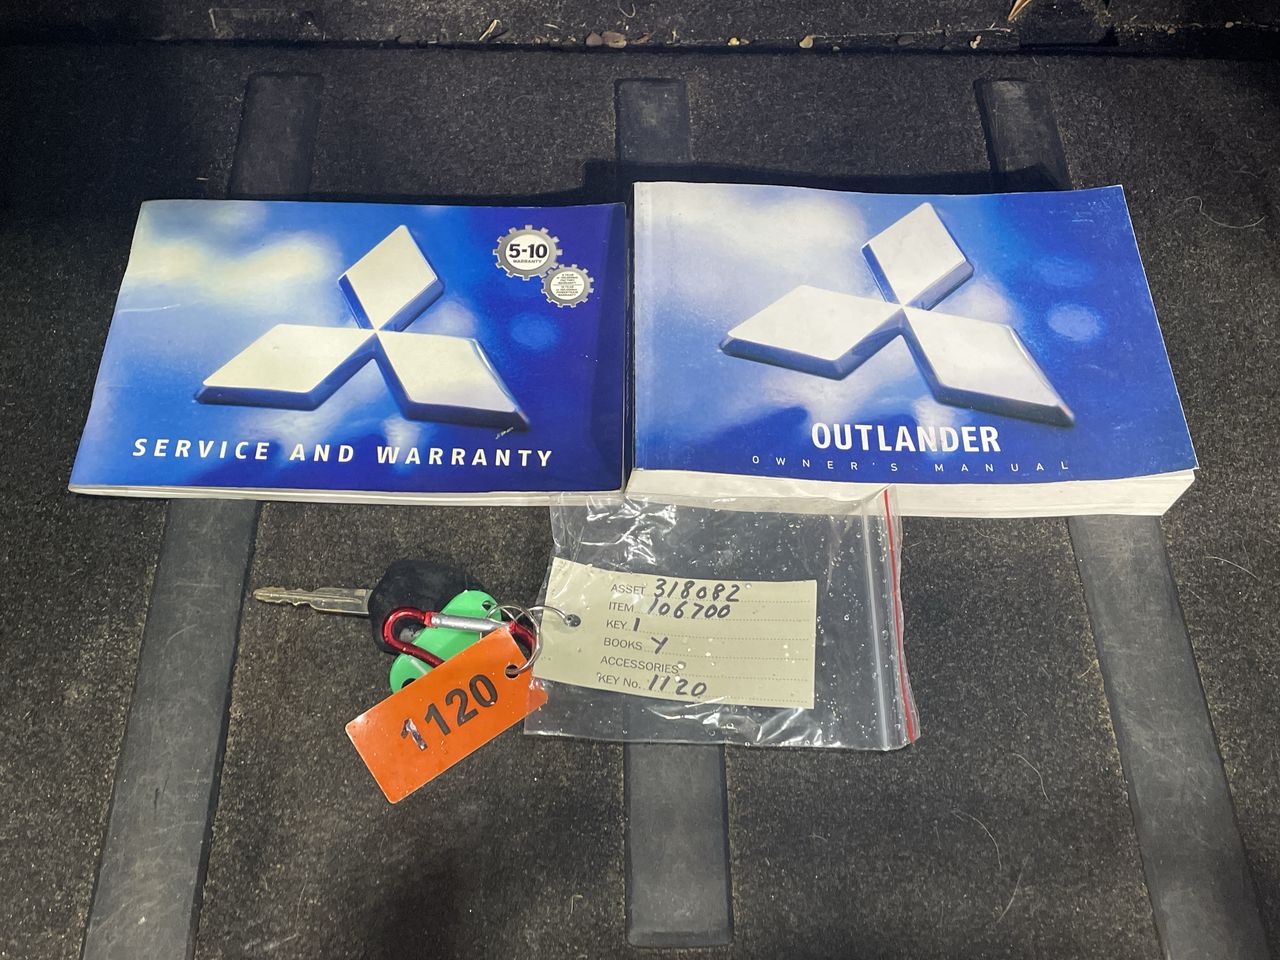 5-10
WARRANTY
SERVICE AND WARRANTY
OUTLANDER
OWNER'S MANUAL
ASSET 318082
ITEM 106700
KEY 1
BOOKS Y
ACCESSORIES
KEY No. 1120
1120